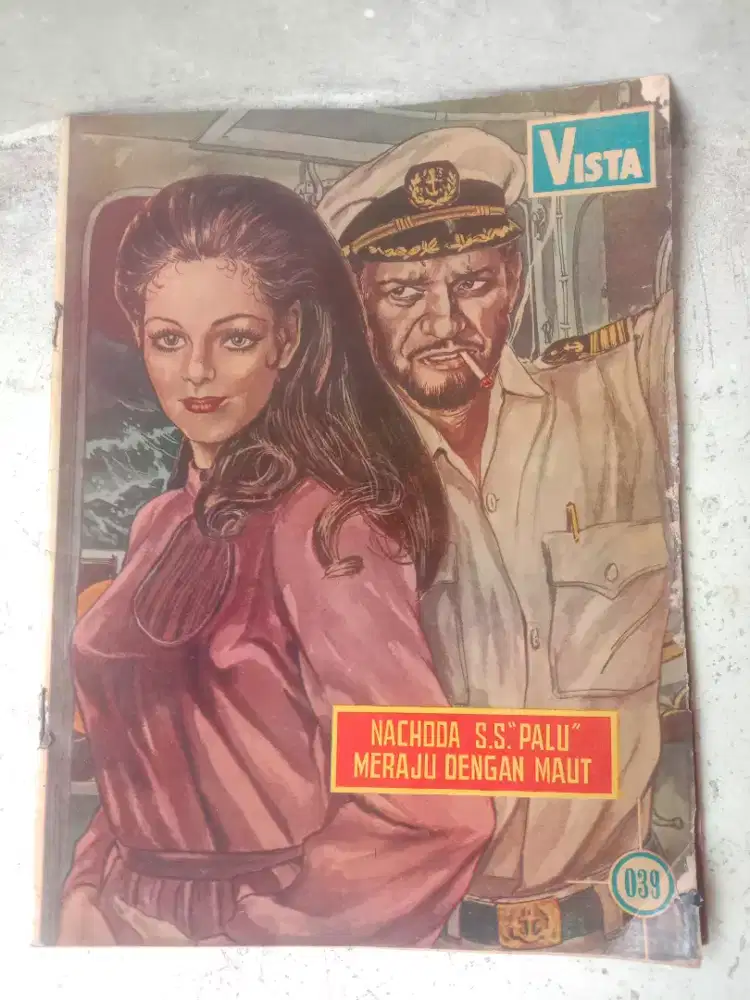 VISTA
NACHODA S.S. "PALU"
MERAJU DENGAN MAUT
039